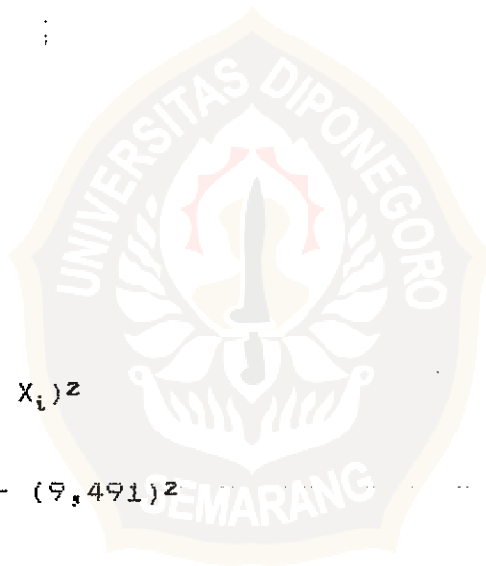 ;
UNIVERSITAS DIPONEGORO
X_i)²
- (9,491)²
SEMARANG